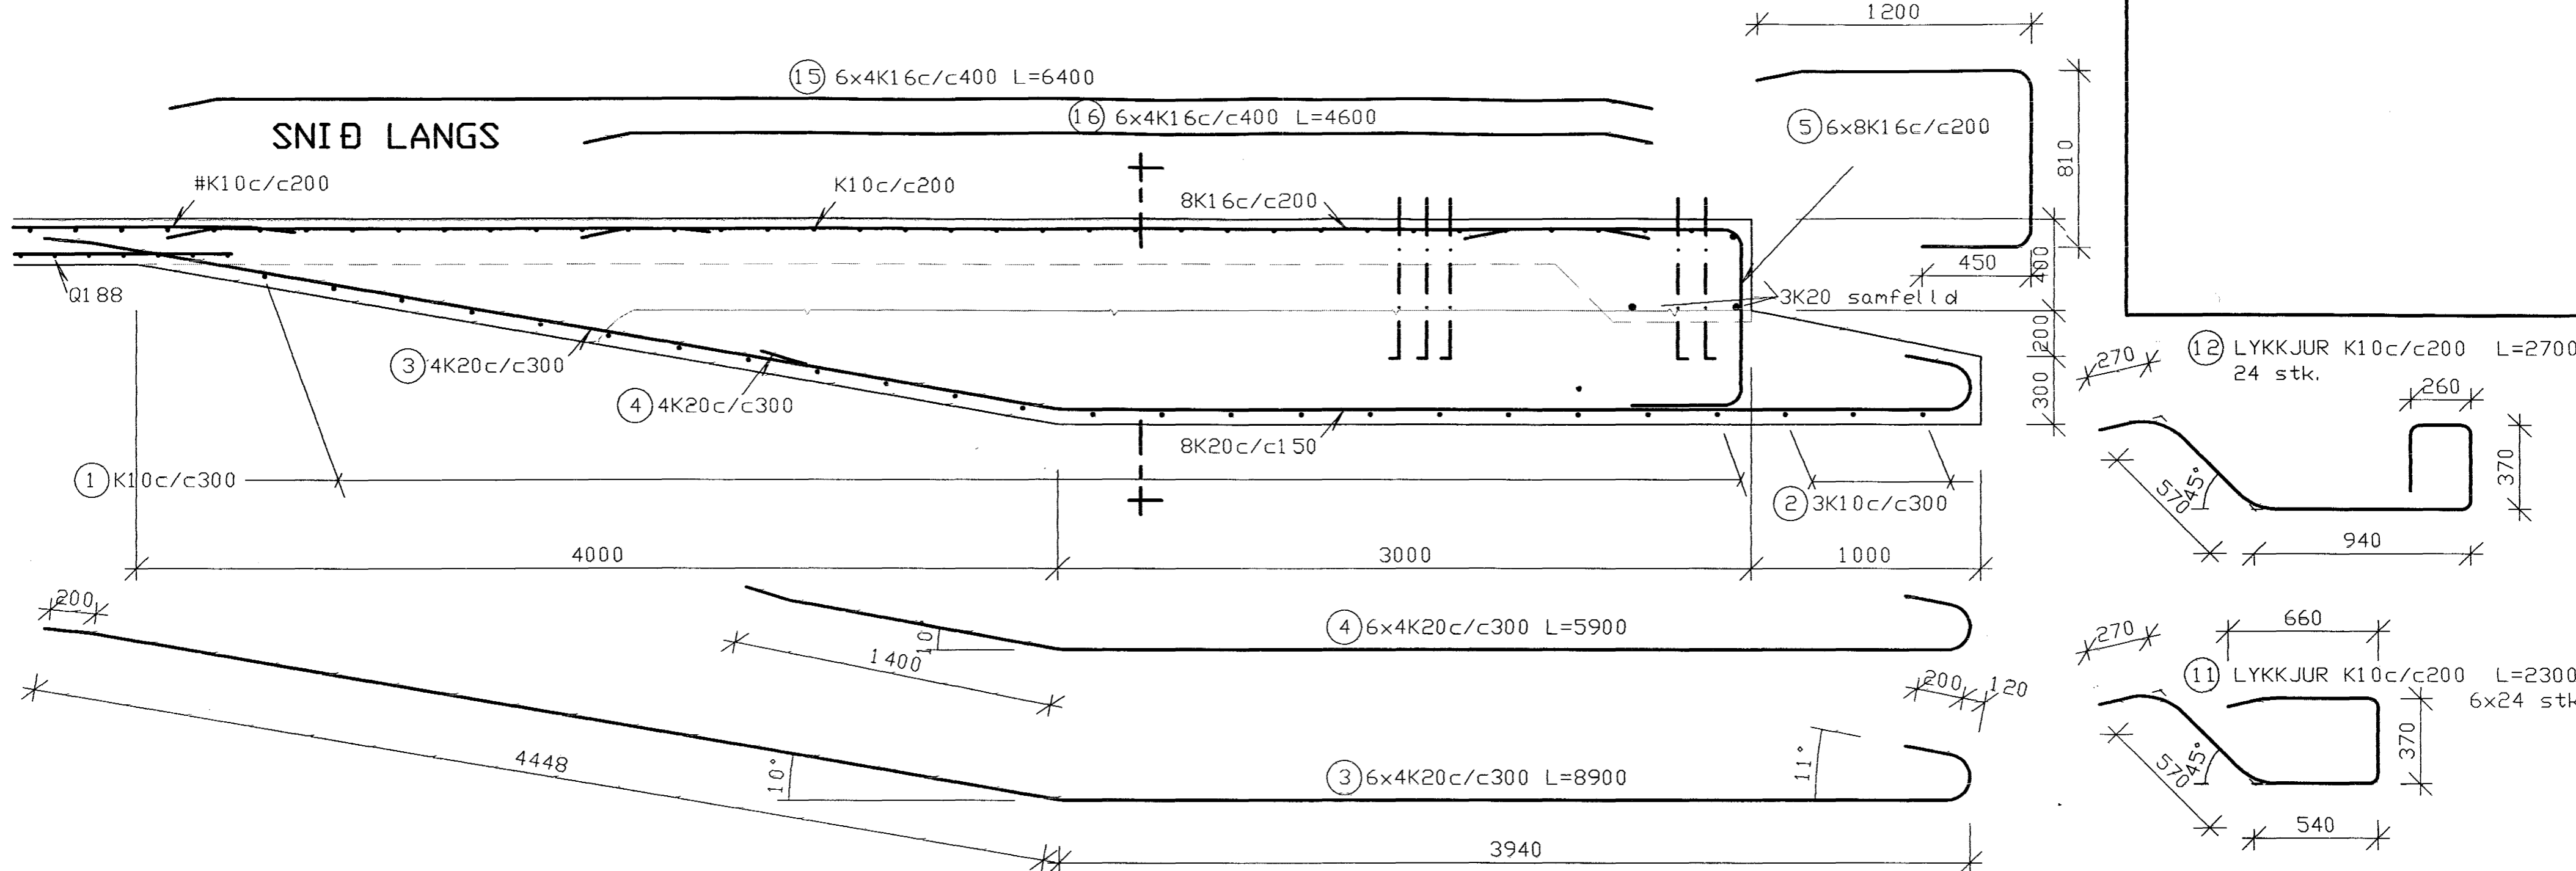 1200
15 6x4K16c/c400 L=6400
16 6x4K16c/c400 L=4600
SNIÐ LANGS
5 6x8K16c/c200
810
#K10c/c200
K10c/c200
8K16c/c200
450
400
Q188
3K20 samfelld
200
300
3 4K20c/c300
4 4K20c/c300
8K20c/c150
1 K10c/c300
2 3K10c/c300
4000
3000
1000
12 LYKKJUR K10c/c200 L=2700
24 stk.
270
260
370
570
45°
940
200
4 6x4K20c/c300 L=5900
10°
1400
200
120
4448
10°
3 6x4K20c/c300 L=8900
11°
3940
660
270
11 LYKKJUR K10c/c200 L=2300
6x24 stk
370
570
45°
540